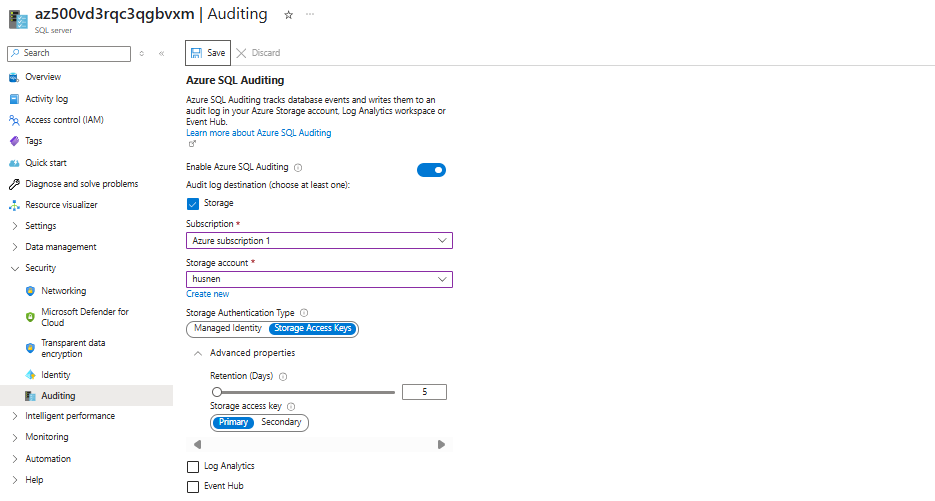 az500vd3rqc3qgbvxm | Auditing
SQL server
Search
Overview
Activity log
Access control (IAM)
Tags
Quick start
Diagnose and solve problems
Resource visualizer
Settings
Data management
Security
Networking
Microsoft Defender for
Cloud
Transparent data
encryption
Identity
Auditing
Intelligent performance
Monitoring
Automation
Help
Save
Discard
Azure SQL Auditing
Azure SQL Auditing tracks database events and writes them to an
audit log in your Azure Storage account, Log Analytics workspace or
Event Hub.
Learn more about Azure SQL Auditing
Enable Azure SQL Auditing
Audit log destination (choose at least one):
Storage
Subscription *
Azure subscription 1
Storage account *
husnen
Create new
Storage Authentication Type
Managed Identity Storage Access Keys
Advanced properties
Retention (Days)
5
Storage access key
Primary Secondary
Log Analytics
Event Hub